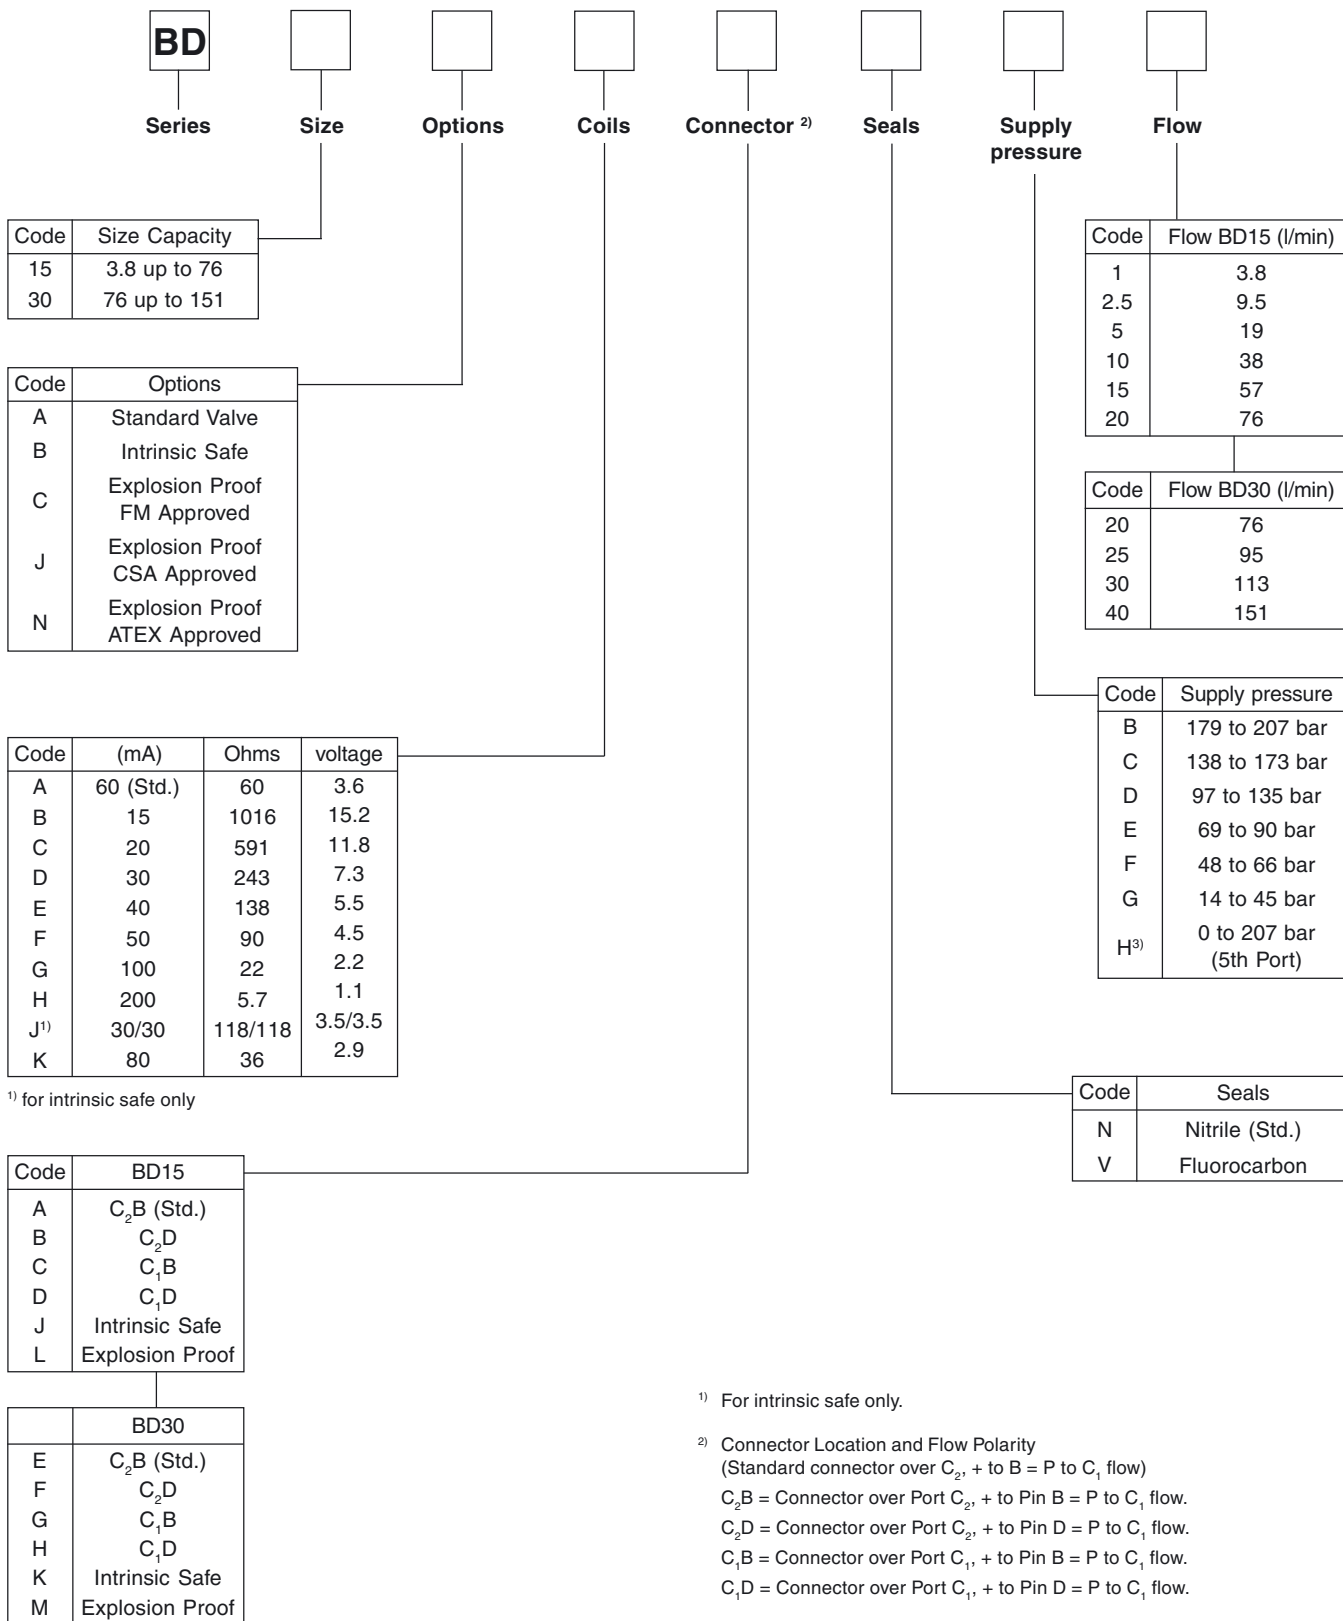 BD
Series Size Options Coils Connector 2) Seals Supply pressure Flow
Code Size Capacity
15 3.8 up to 76
30 76 up to 151
Code Options
A Standard Valve
B Intrinsic Safe
C Explosion Proof
FM Approved
J Explosion Proof
CSA Approved
N Explosion Proof
ATEX Approved
Code (mA) Ohms voltage
A 60 (Std.) 60 3.6
B 15 1016 15.2
C 20 591 11.8
D 30 243 7.3
E 40 138 5.5
F 50 90 4.5
G 100 22 2.2
H 200 5.7 1.1
J1) 30/30 118/118 3.5/3.5
K 80 36 2.9
1) for intrinsic safe only
Code BD15
A C2B (Std.)
B C2D
C C1B
D C1D
J Intrinsic Safe
L Explosion Proof
BD30
E C2B (Std.)
F C2D
G C1B
H C1D
K Intrinsic Safe
M Explosion Proof
Code Flow BD15 (l/min)
1 3.8
2.5 9.5
5 19
10 38
15 57
20 76
Code Flow BD30 (l/min)
20 76
25 95
30 113
40 151
Code Supply pressure
B 179 to 207 bar
C 138 to 173 bar
D 97 to 135 bar
E 69 to 90 bar
F 48 to 66 bar
G 14 to 45 bar
H3) 0 to 207 bar
(5th Port)
Code Seals
N Nitrile (Std.)
V Fluorocarbon
1) For intrinsic safe only.
2) Connector Location and Flow Polarity
(Standard connector over C2, + to B = P to C1 flow)
C2B = Connector over Port C2, + to Pin B = P to C1 flow.
C2D = Connector over Port C2, + to Pin D = P to C1 flow.
C1B = Connector over Port C1, + to Pin B = P to C1 flow.
C1D = Connector over Port C1, + to Pin D = P to C1 flow.